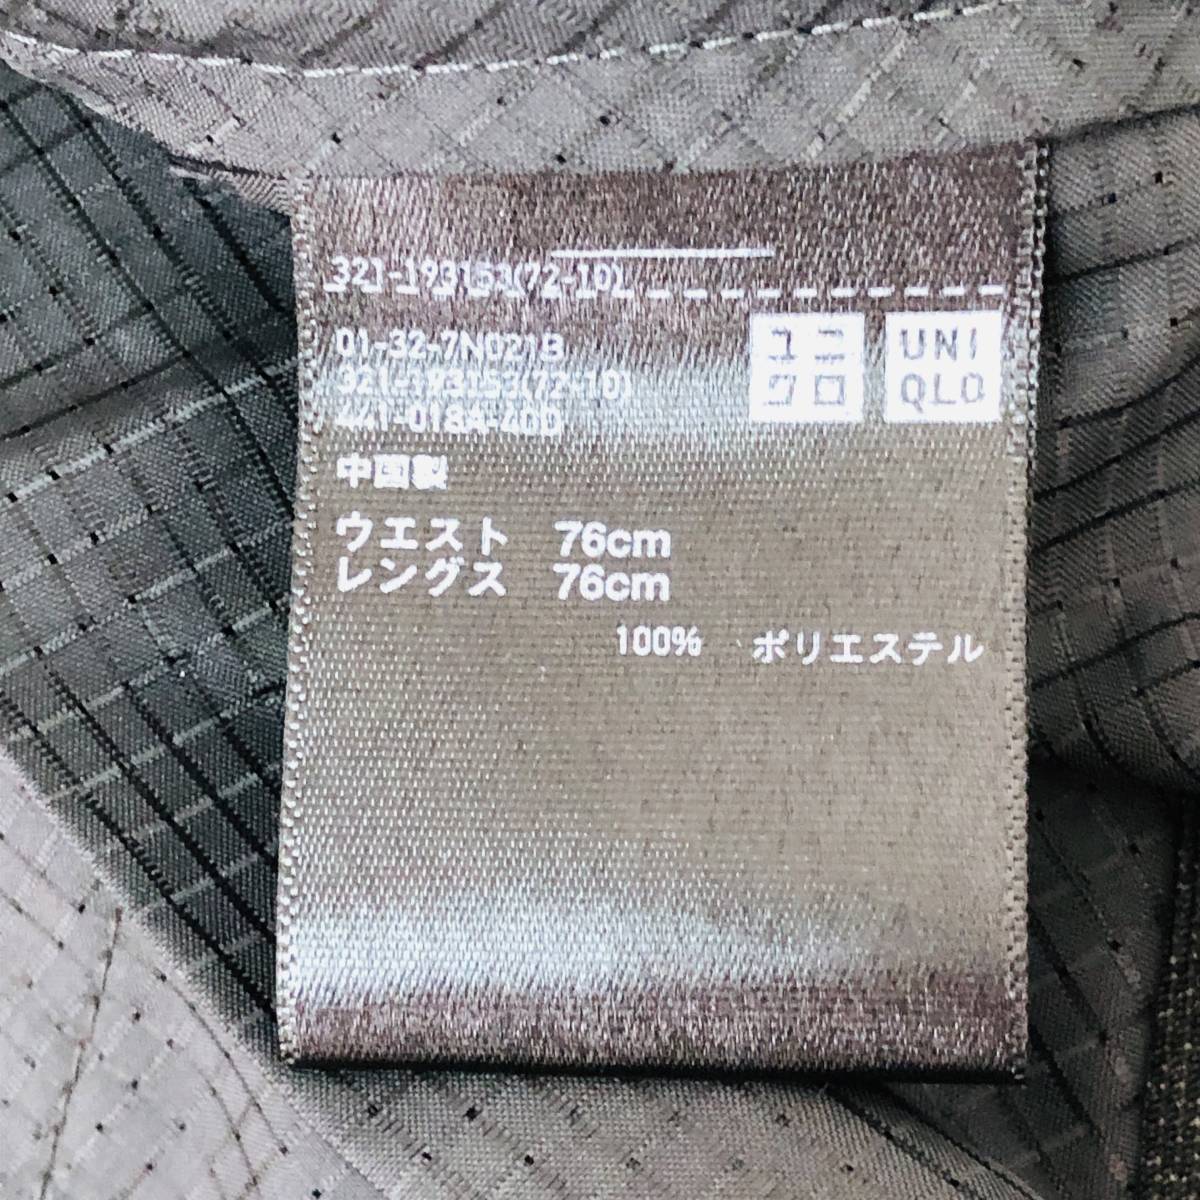 321-193153(72-10)
01-32-7N021B
321-193153(72-10)
441-018A-40D
ユニ
クロ
UNI
QLO
中国製
ウエスト 76cm
レングス 76cm
100% ポリエステル